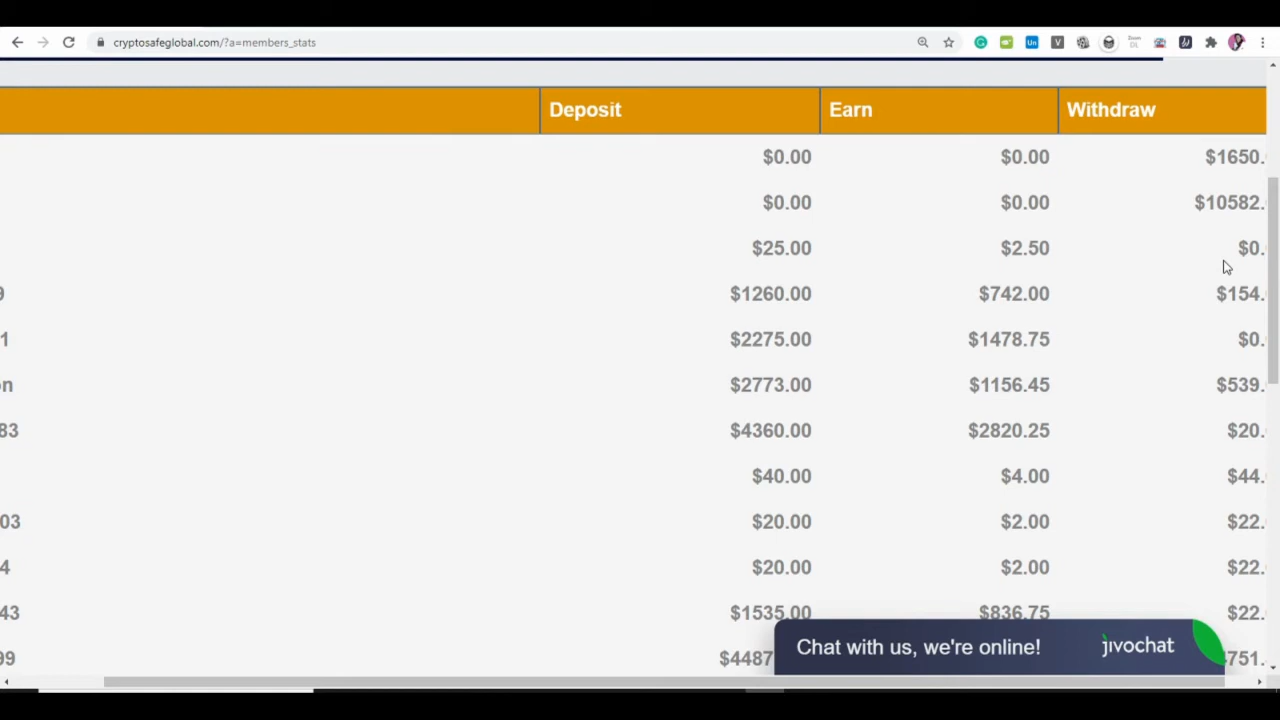 cryptosafeglobal.com/?a=members_stats
Deposit Earn Withdraw
$0.00 $0.00 $1650.
$0.00 $0.00 $10582.
$25.00 $2.50 $0.
9 $1260.00 $742.00 $154.
1 $2275.00 $1478.75 $0.
on $2773.00 $1156.45 $539.
83 $4360.00 $2820.25 $20.
$40.00 $4.00 $44.
03 $20.00 $2.00 $22.
4 $20.00 $2.00 $22.
43 $1535.00 $836.75 $22.
99 $4487 751.
Chat with us, we're online! jivochat